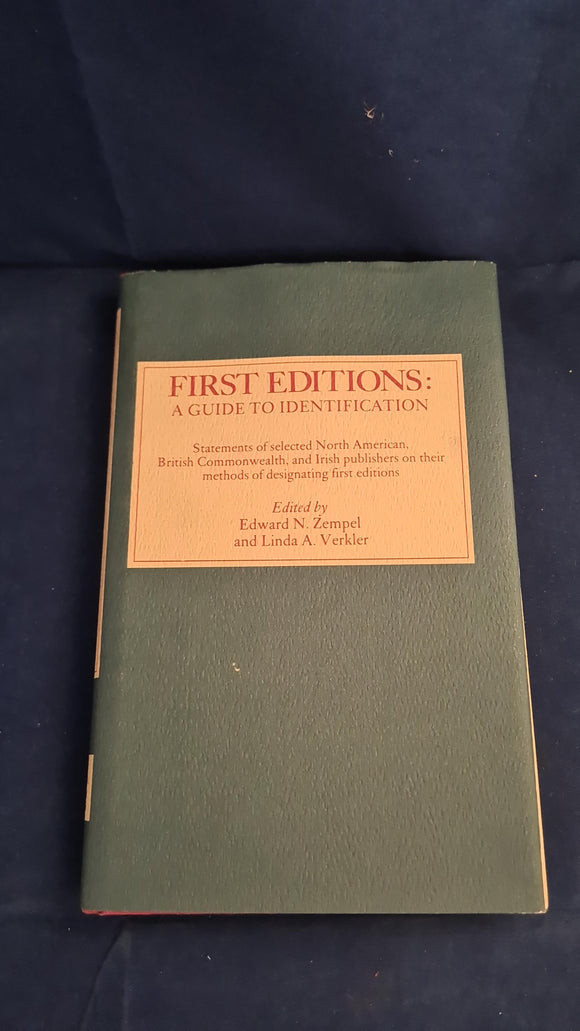 FIRST EDITIONS:
A GUIDE TO IDENTIFICATION
Statements of selected North American,
British Commonwealth, and Irish publishers on their
methods of designating first editions
Edited by
Edward N. Zempel
and Linda A. Verkler